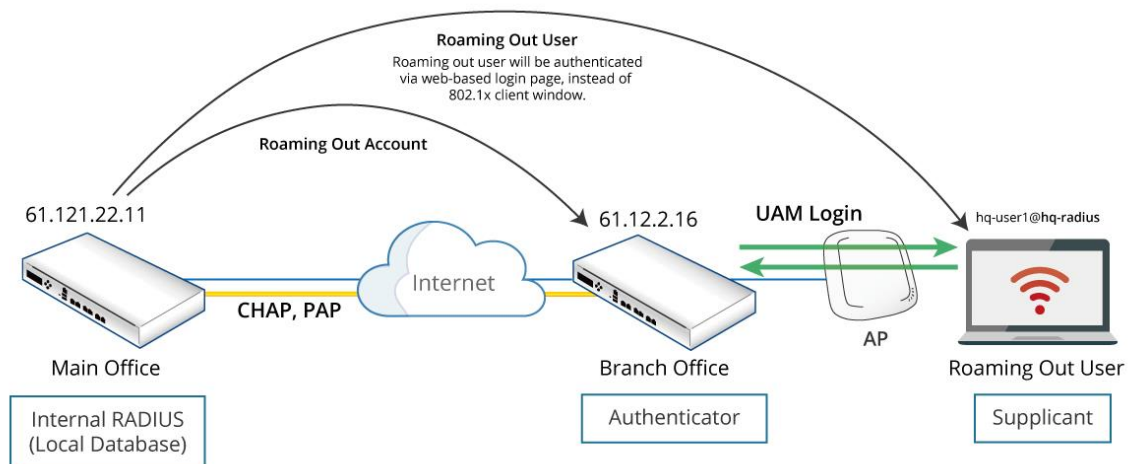 Roaming Out User
Roaming out user will be authenticated
via web-based login page, instead of
802.1x client window.
Roaming Out Account
61.121.22.11
61.12.2.16
UAM Login
hq-user1@hq-radius
Internet
CHAP, PAP
AP
Main Office
Branch Office
Roaming Out User
Internal RADIUS
(Local Database)
Authenticator
Supplicant